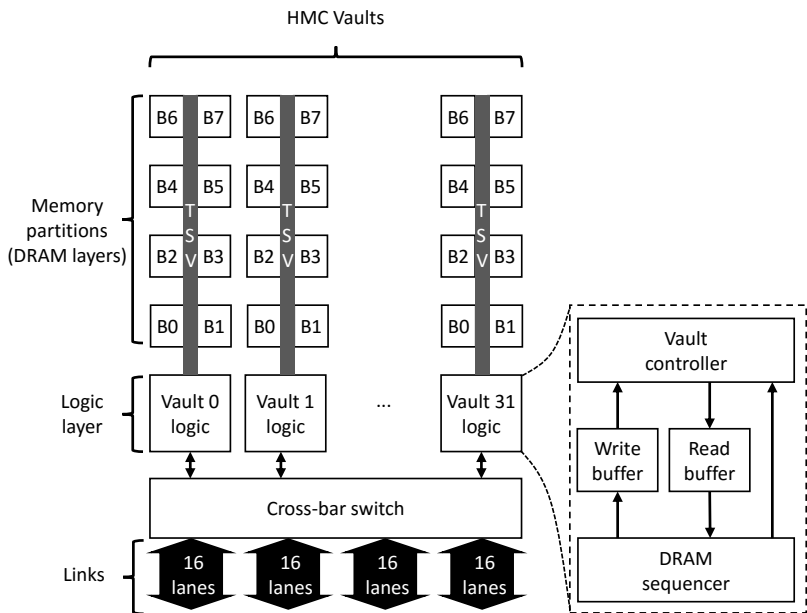 HMC Vaults
B6 B7 B6 B7 B6 B7
B4 B5 B4 B5 B4 B5
Memory
partitions
(DRAM layers)
T
S
V
T
S
V
T
S
V
B2 B3 B2 B3 B2 B3
B0 B1 B0 B1 B0 B1
Logic
layer
Vault 0
logic
Vault 1
logic
...
Vault 31
logic
Cross-bar switch
Links
16
lanes
16
lanes
16
lanes
16
lanes
Vault
controller
Write
buffer
Read
buffer
DRAM
sequencer